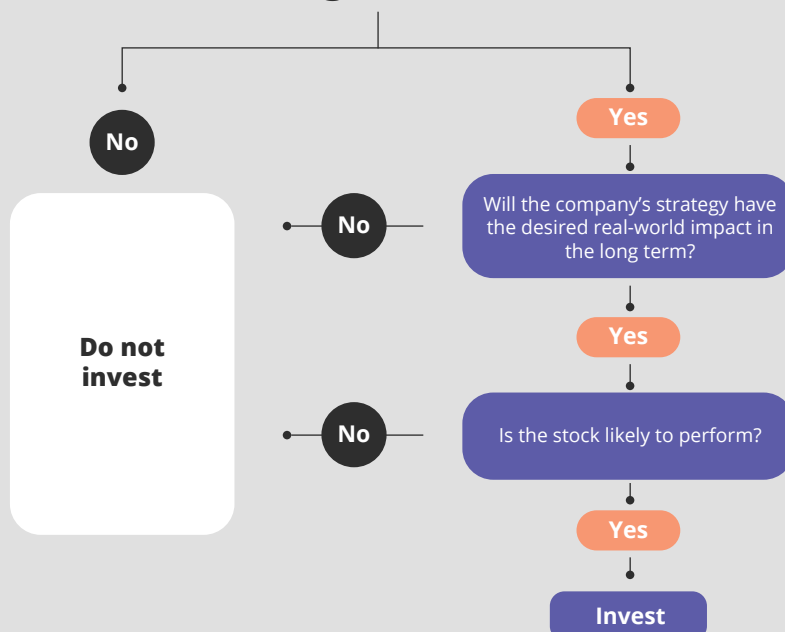 No
Yes
Will the company’s strategy have
the desired real-world impact in
the long term?
No
Do not
invest
Yes
No
Is the stock likely to perform?
Yes
Invest